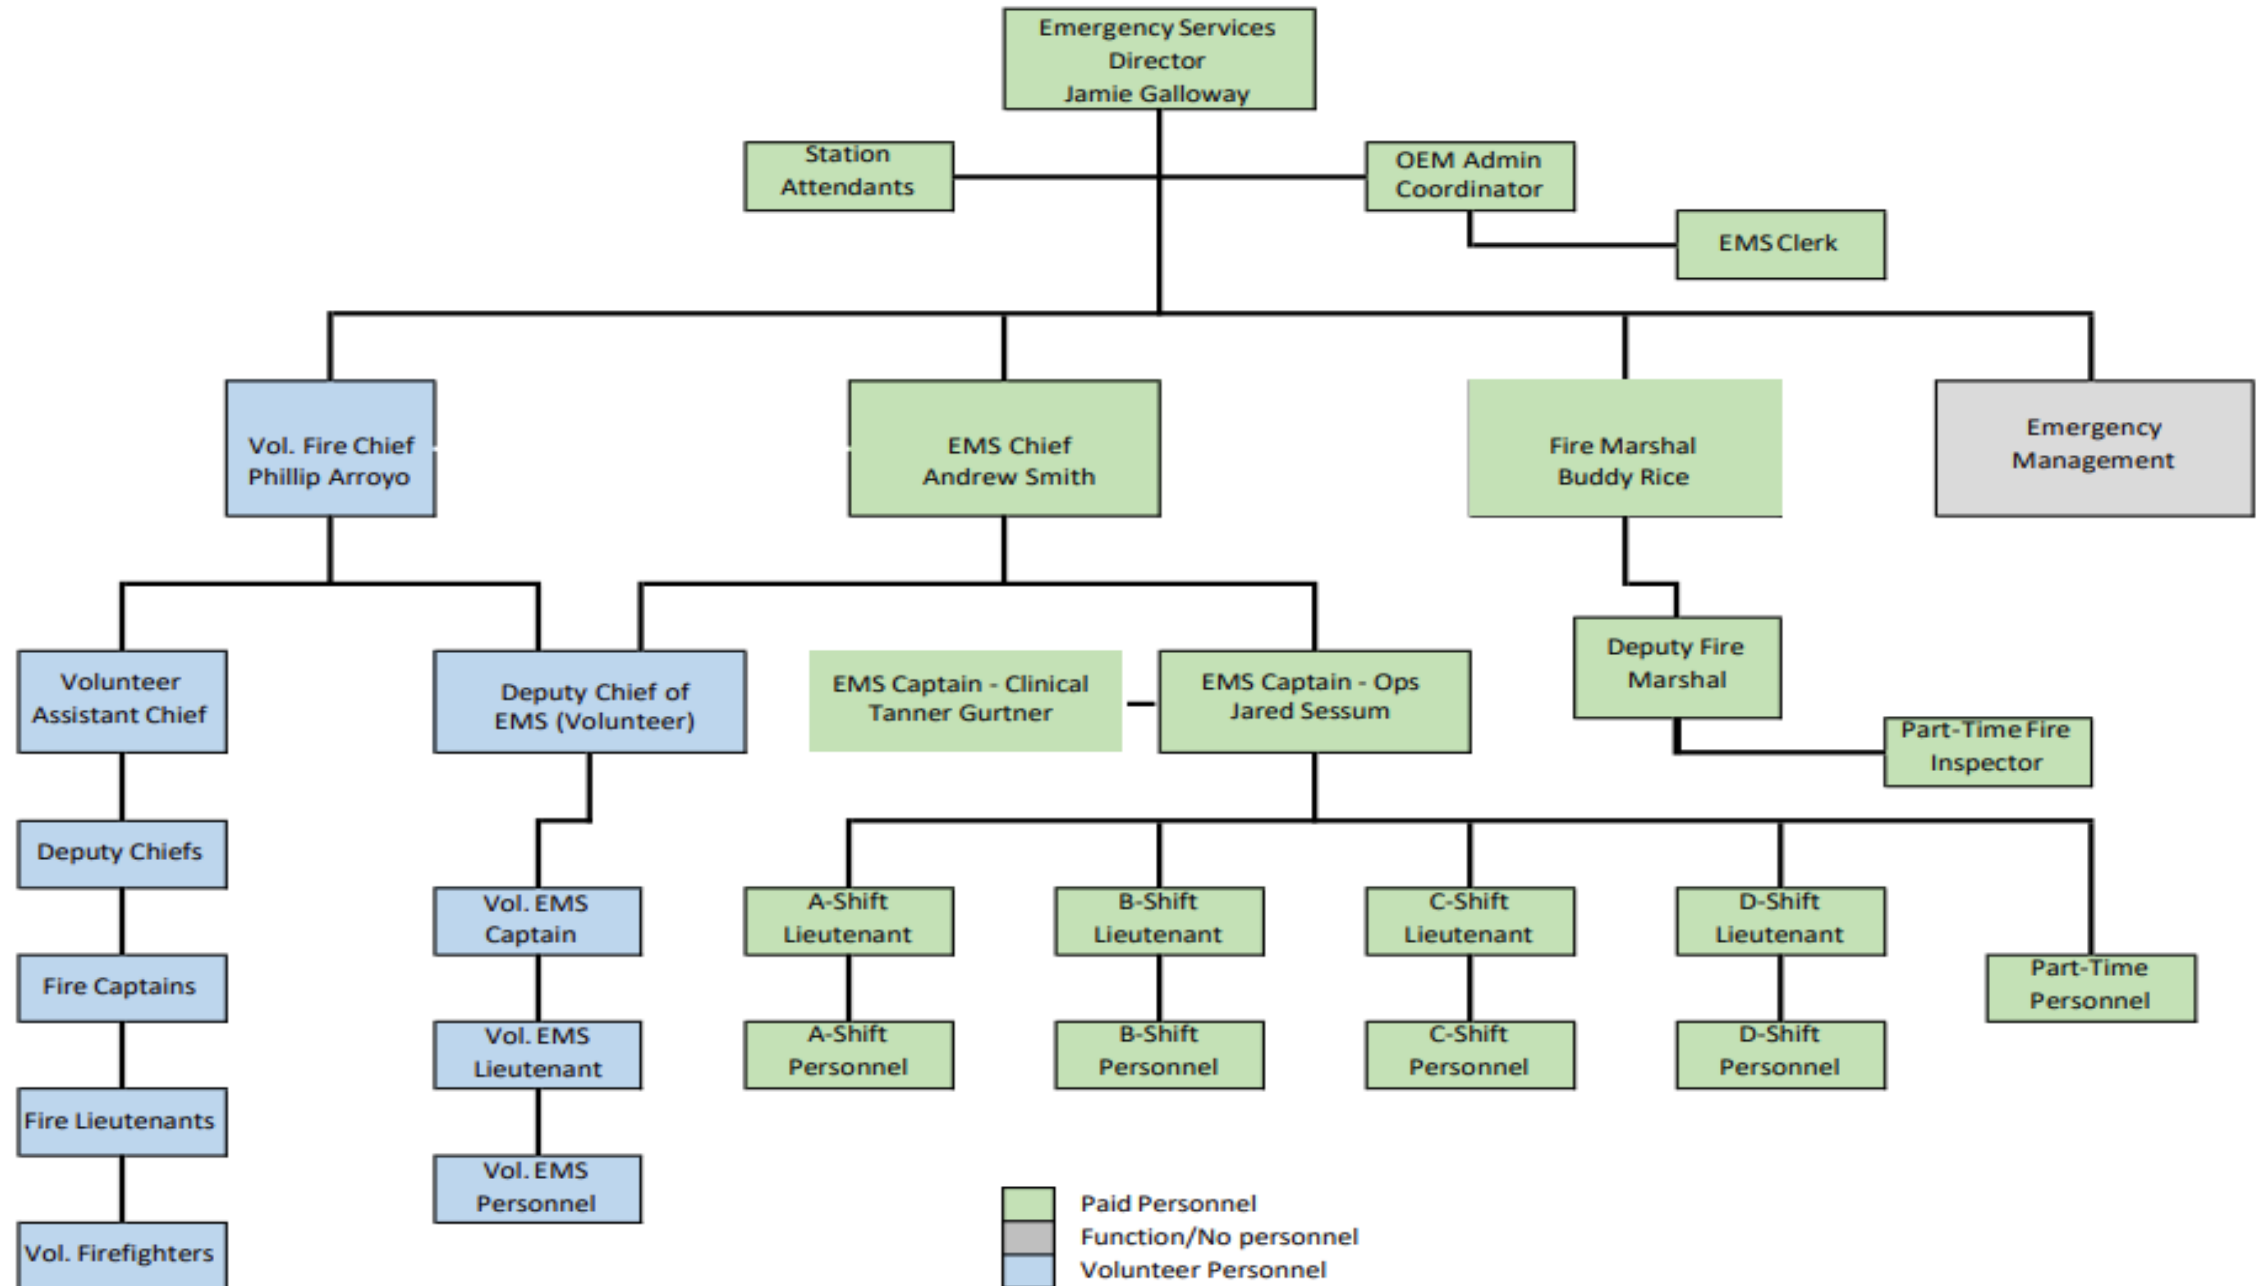 Emergency Services
Director
Jamie Galloway
Station
Attendants
OEM Admin
Coordinator
EMS Clerk
Vol. Fire Chief
Phillip Arroyo
EMS Chief
Andrew Smith
Fire Marshal
Buddy Rice
Emergency
Management
Volunteer
Assistant Chief
Deputy Chief of
EMS (Volunteer)
EMS Captain - Clinical
Tanner Gurtner
EMS Captain - Ops
Jared Sessum
Deputy Fire
Marshal
Part-Time Fire
Inspector
Deputy Chiefs
Vol. EMS
Captain
A-Shift
Lieutenant
B-Shift
Lieutenant
C-Shift
Lieutenant
D-Shift
Lieutenant
Part-Time
Personnel
Fire Captains
Vol. EMS
Lieutenant
A-Shift
Personnel
B-Shift
Personnel
C-Shift
Personnel
D-Shift
Personnel
Fire Lieutenants
Vol. EMS
Personnel
Vol. Firefighters
Paid Personnel
Function/No personnel
Volunteer Personnel